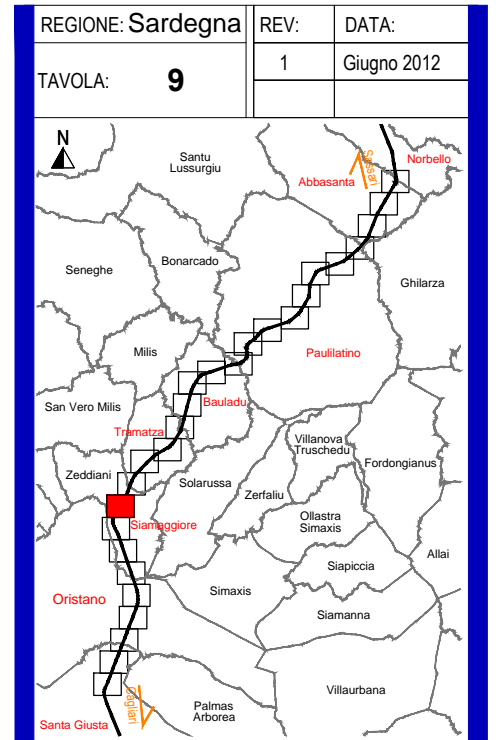 REGIONE: Sardegna
REV:
DATA:
TAVOLA: 9
1
Giugno 2012
N
Santu
Lussurgiu
Sassari
Norbello
Abbasanta
Seneghe
Bonarcado
Ghilarza
Milis
Paulilatino
San Vero Milis
Bauladu
Tramatza
Villanova
Truschedu
Fordongianus
Zeddiani
Solarussa
Zerfaliu
Ollastra
Simaxis
Siamaggiore
Allai
Siapiccia
Simaxis
Oristano
Siamanna
Villaurbana
Cagliari
Palmas
Arborea
Santa Giusta